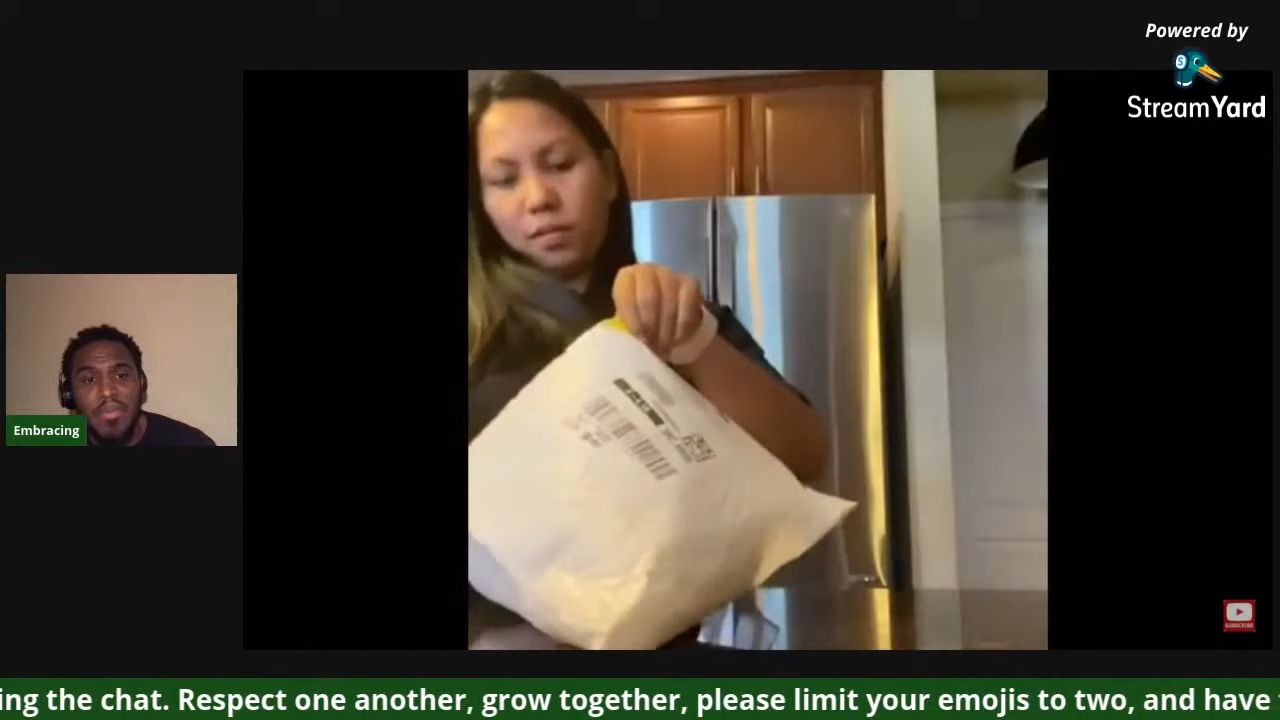 Powered by
StreamYard
Embracing
SUBSCRIBE
ing the chat. Respect one another, grow together, please limit your emojis to two, and have